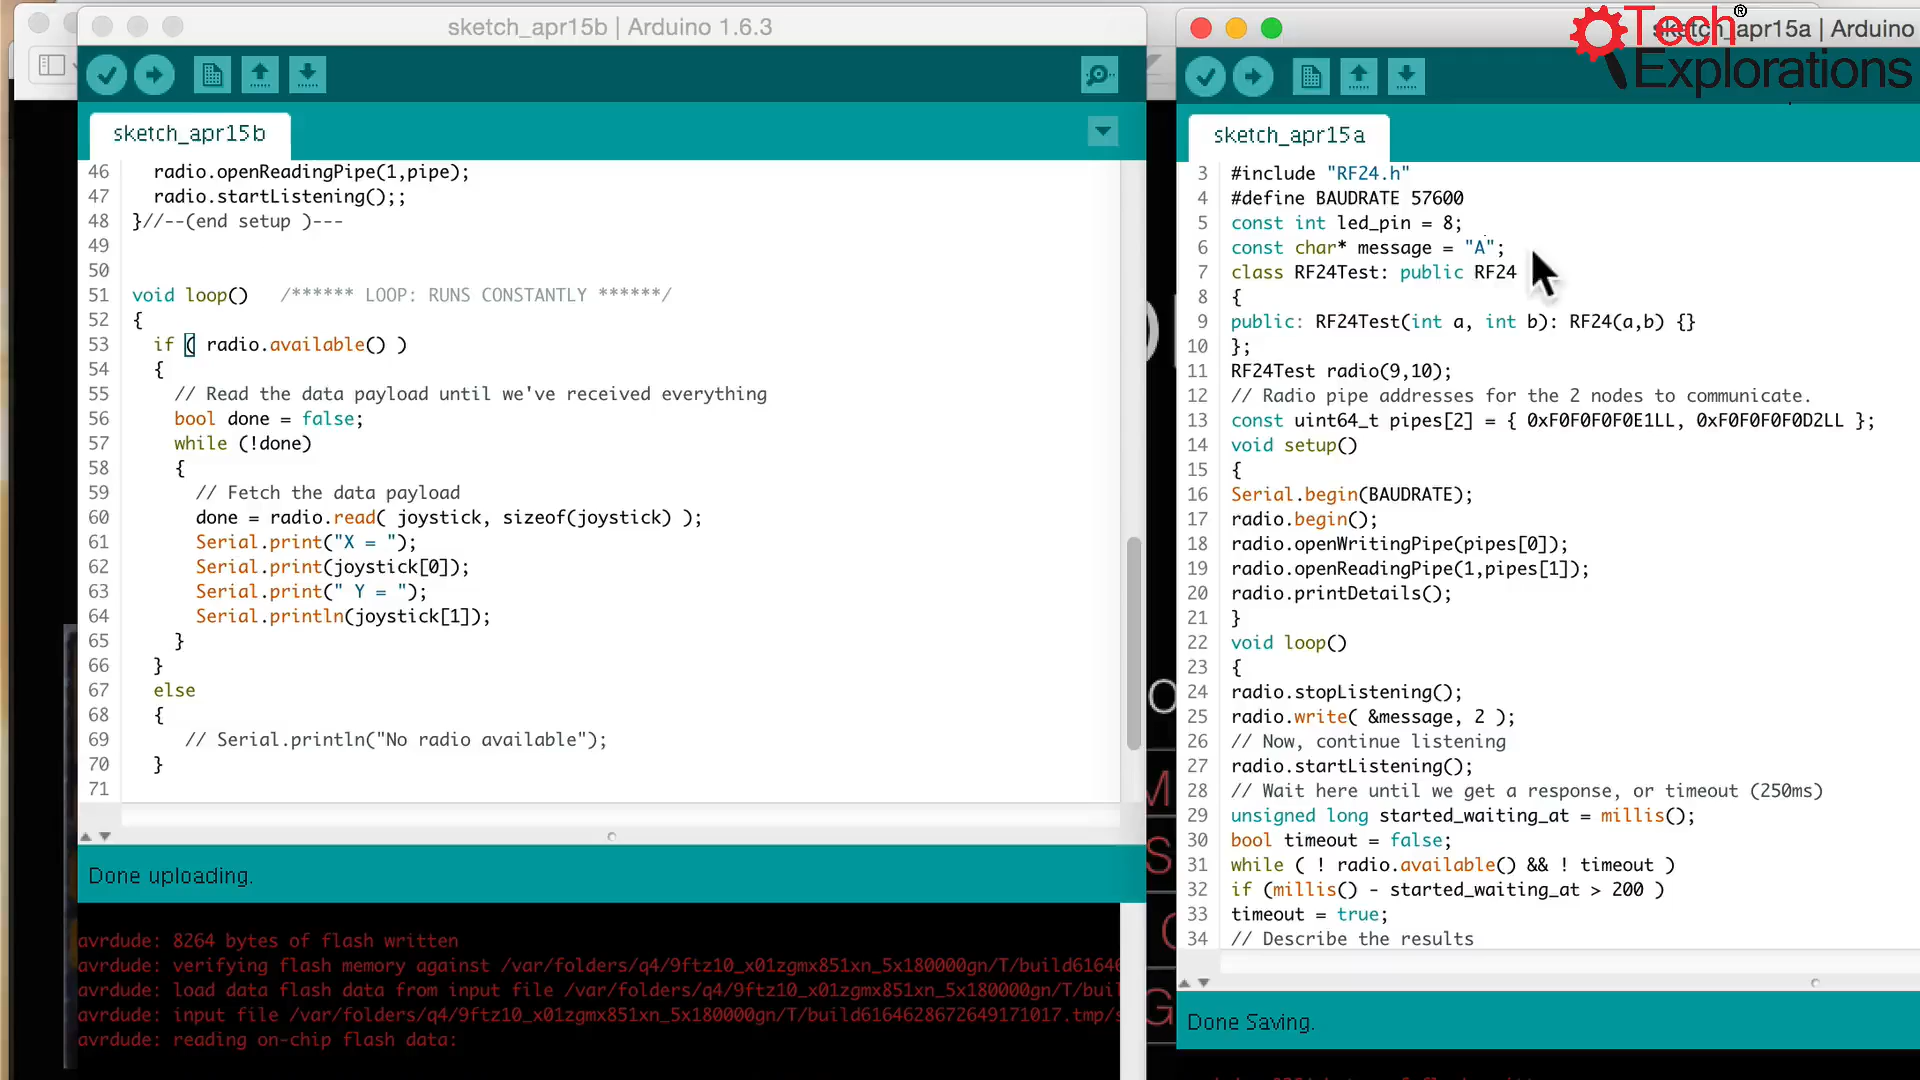 sketch_apr15b | Arduino 1.6.3
sketch_apr15b
46 radio.openReadingPipe(1,pipe);
47 radio.startListening();;
48 }//--(end setup )---
49
50
51 void loop() /****** LOOP: RUNS CONSTANTLY ******/
52 {
53 if ( radio.available() )
54 {
55 // Read the data payload until we've received everything
56 bool done = false;
57 while (!done)
58 {
59 // Fetch the data payload
60 done = radio.read( joystick, sizeof(joystick) );
61 Serial.print("X = ");
62 Serial.print(joystick[0]);
63 Serial.print(" Y = ");
64 Serial.println(joystick[1]);
65 }
66 }
67 else
68 {
69 // Serial.println("No radio available");
70 }
71
Done uploading.
avrdude: 8264 bytes of flash written
avrdude: verifying flash memory against /var/folders/q4/9ftz10_x01zgmx851xn_5x180000gn/T/build61646
avrdude: load data flash data from input file /var/folders/q4/9ftz10_x01zgmx851xn_5x180000gn/T/buil
avrdude: input file /var/folders/q4/9ftz10_x01zgmx851xn_5x180000gn/T/build6164628672649171017.tmp/s
avrdude: reading on-chip flash data:
Tech®
Explorations
sketch_apr15a | Arduino
sketch_apr15a
3 #include "RF24.h"
4 #define BAUDRATE 57600
5 const int led_pin = 8;
6 const char* message = "A";
7 class RF24Test: public RF24
8 {
9 public: RF24Test(int a, int b): RF24(a,b) {}
10 };
11 RF24Test radio(9,10);
12 // Radio pipe addresses for the 2 nodes to communicate.
13 const uint64_t pipes[2] = { 0xF0F0F0F0E1LL, 0xF0F0F0F0D2LL };
14 void setup()
15 {
16 Serial.begin(BAUDRATE);
17 radio.begin();
18 radio.openWritingPipe(pipes[0]);
19 radio.openReadingPipe(1,pipes[1]);
20 radio.printDetails();
21 }
22 void loop()
23 {
24 radio.stopListening();
25 radio.write( &message, 2 );
26 // Now, continue listening
27 radio.startListening();
28 // Wait here until we get a response, or timeout (250ms)
29 unsigned long started_waiting_at = millis();
30 bool timeout = false;
31 while ( ! radio.available() && ! timeout )
32 if (millis() - started_waiting_at > 200 )
33 timeout = true;
34 // Describe the results
Done Saving.